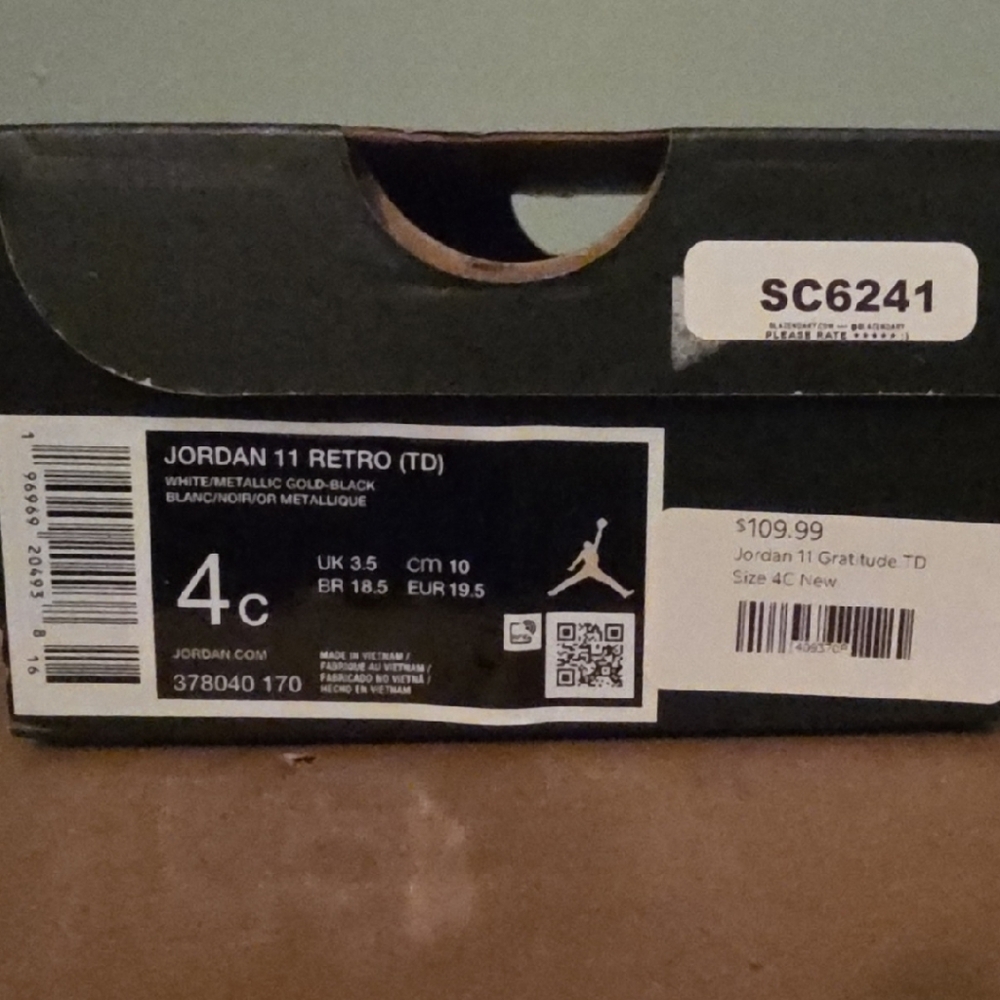 SC6241
PLEASE RATE ★★★★★ :)
JORDAN 11 RETRO (TD)
WHITE/METALLIC GOLD-BLACK
BLANC/NOIR/OR METALLIQUE
4c
UK 3.5 cm 10
BR 18.5 EUR 19.5
JORDAN.COM
378040 170
MADE IN VIETNAM /
FABRIQUE AU VIETNAM /
FABRICADO NO VIETNÃ /
HECHO EN VIETNAM
1 96969 20493 8 16
$109.99
Jordan 11 Gratitude TD
Size 4C New